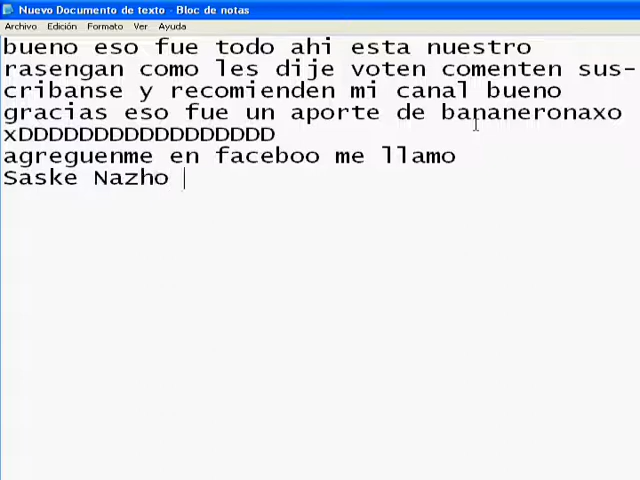 Nuevo Documento de texto - Bloc de notas
Archivo Edición Formato Ver Ayuda
bueno eso fue todo ahi esta nuestro
rasengan como les dije voten comenten sus-
cribanse y recomienden mi canal bueno
gracias eso fue un aporte de bananeronaxo
xDDDDDDDDDDDDDDDDD
agreguenme en faceboo me llamo
Saske Nazho